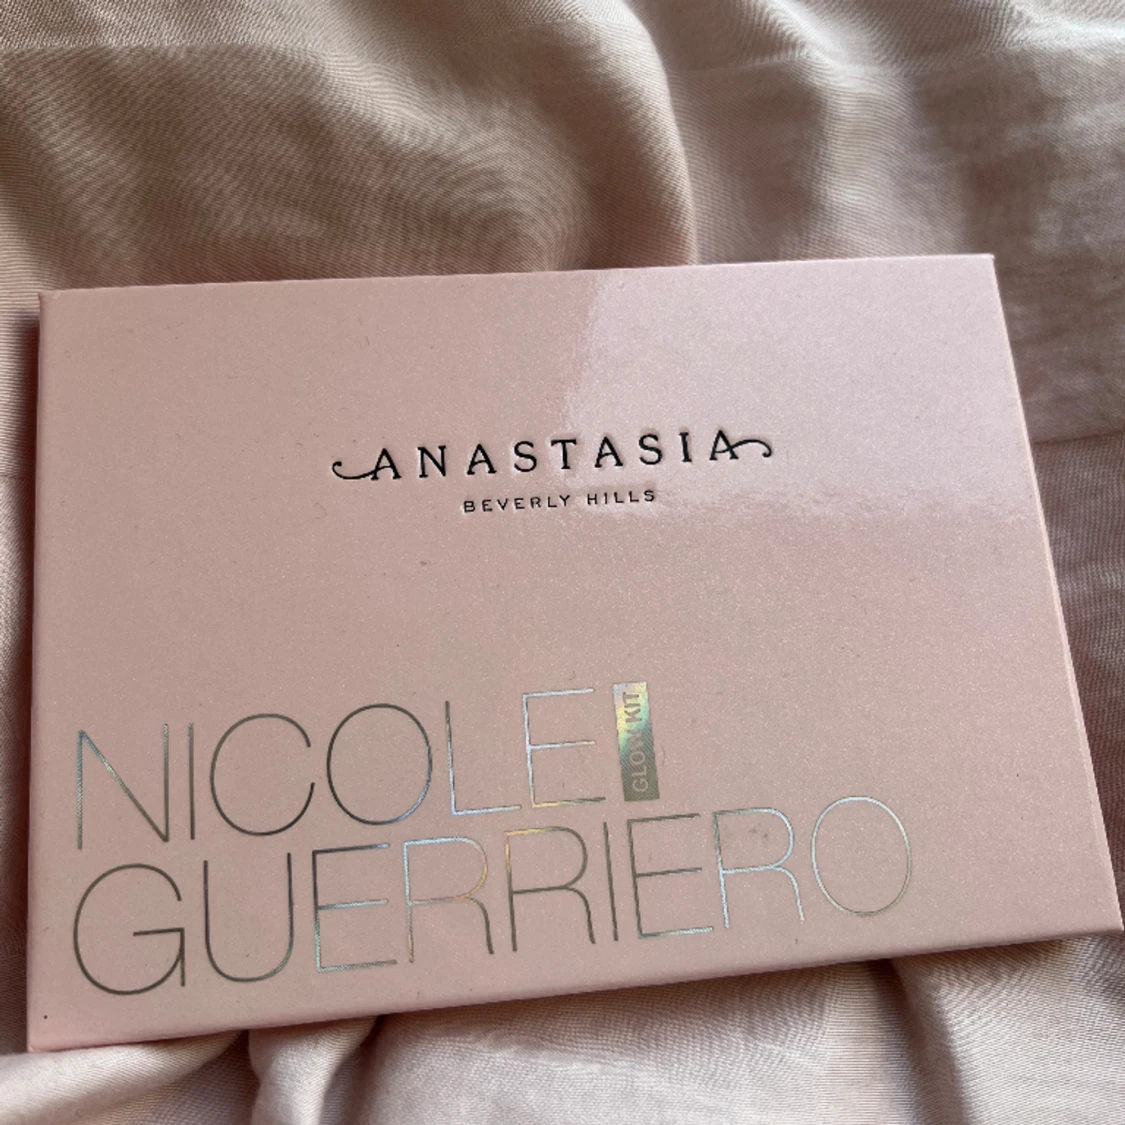 ANASTASIA
BEVERLY HILLS
NICOLE
GLOW KIT
GUERRIERO